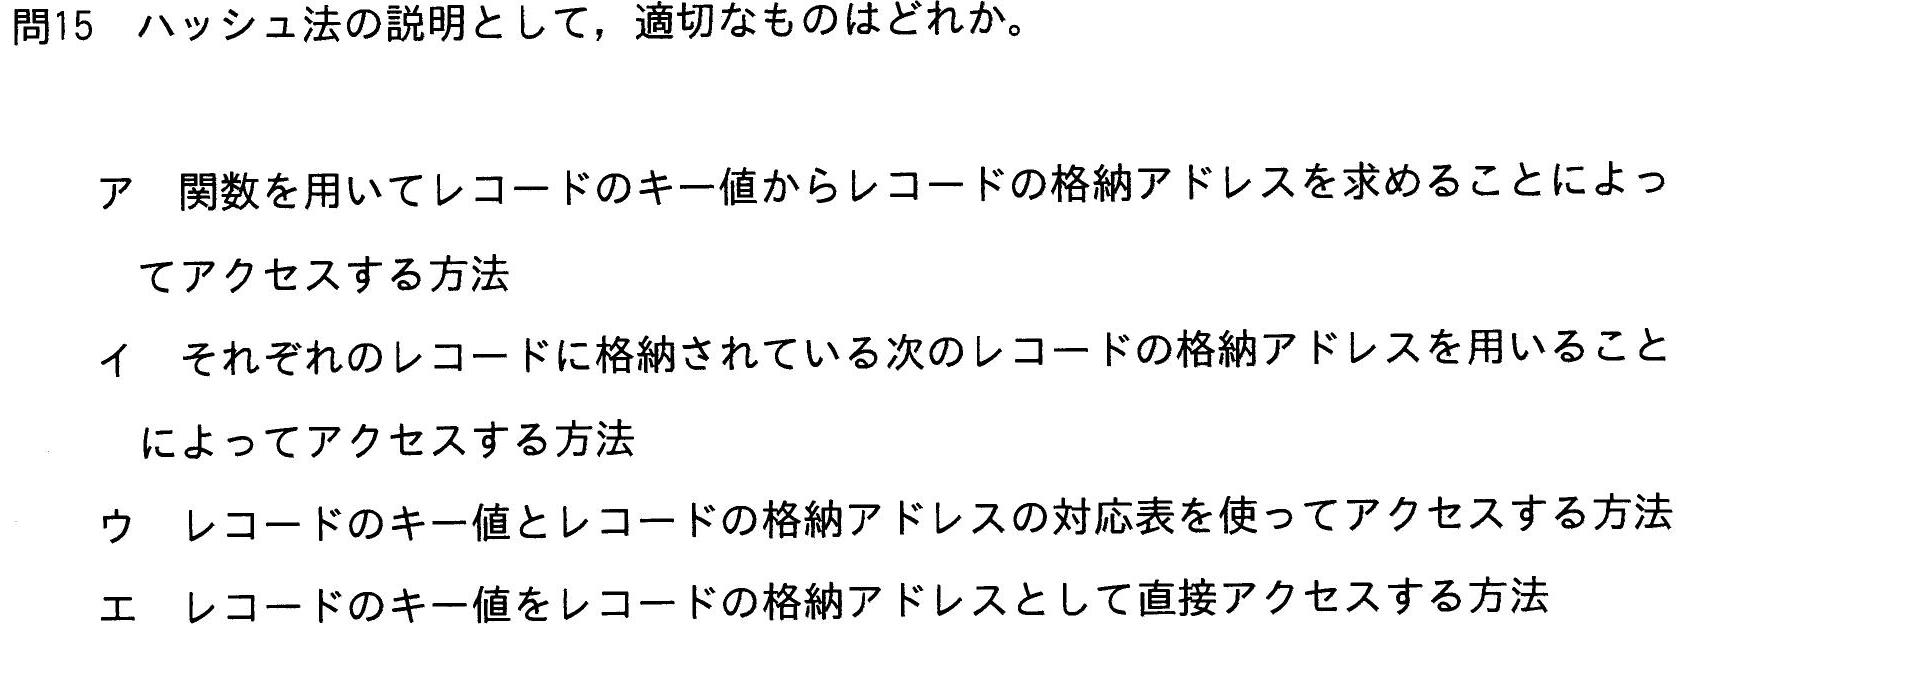 問15　ハッシュ法の説明として，適切なものはどれか。
ア　関数を用いてレコードのキー値からレコードの格納アドレスを求めることによっ
てアクセスする方法
イ　それぞれのレコードに格納されている次のレコードの格納アドレスを用いること
によってアクセスする方法
ウ　レコードのキー値とレコードの格納アドレスの対応表を使ってアクセスする方法
エ　レコードのキー値をレコードの格納アドレスとして直接アクセスする方法